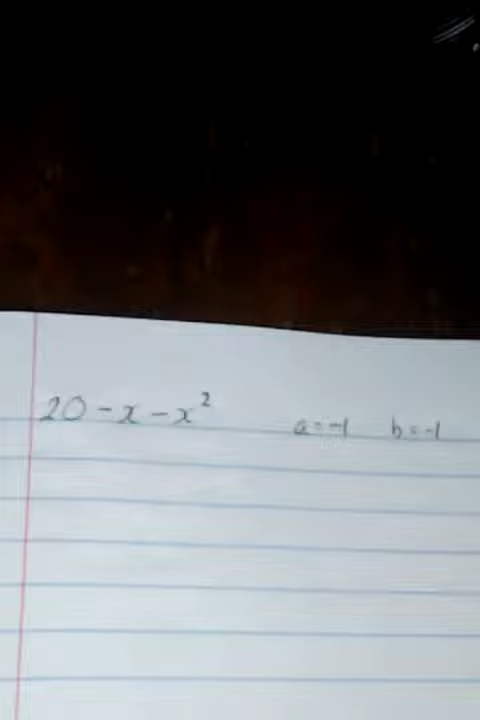 20 - x - x² a = -1 b = -1